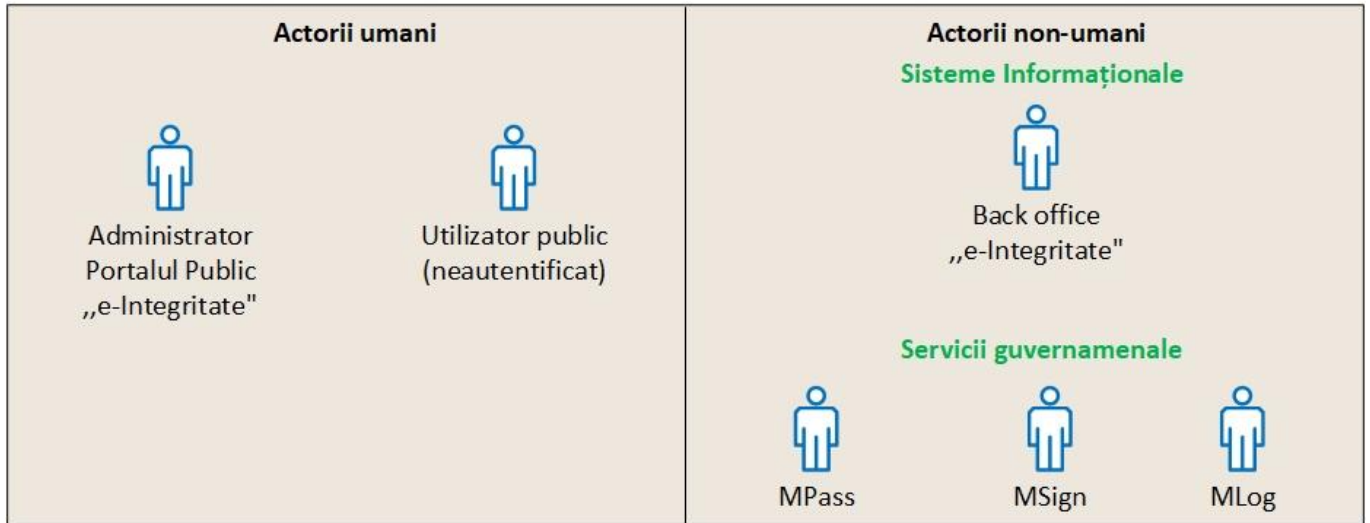 Actorii umani
Administrator
Portalul Public
,,e-Integritate"
Utilizator public
(neautentificat)
Actorii non-umani
Sisteme Informaționale
Back office
,,e-Integritate"
Servicii guvernamenale
MPass
MSign
MLog